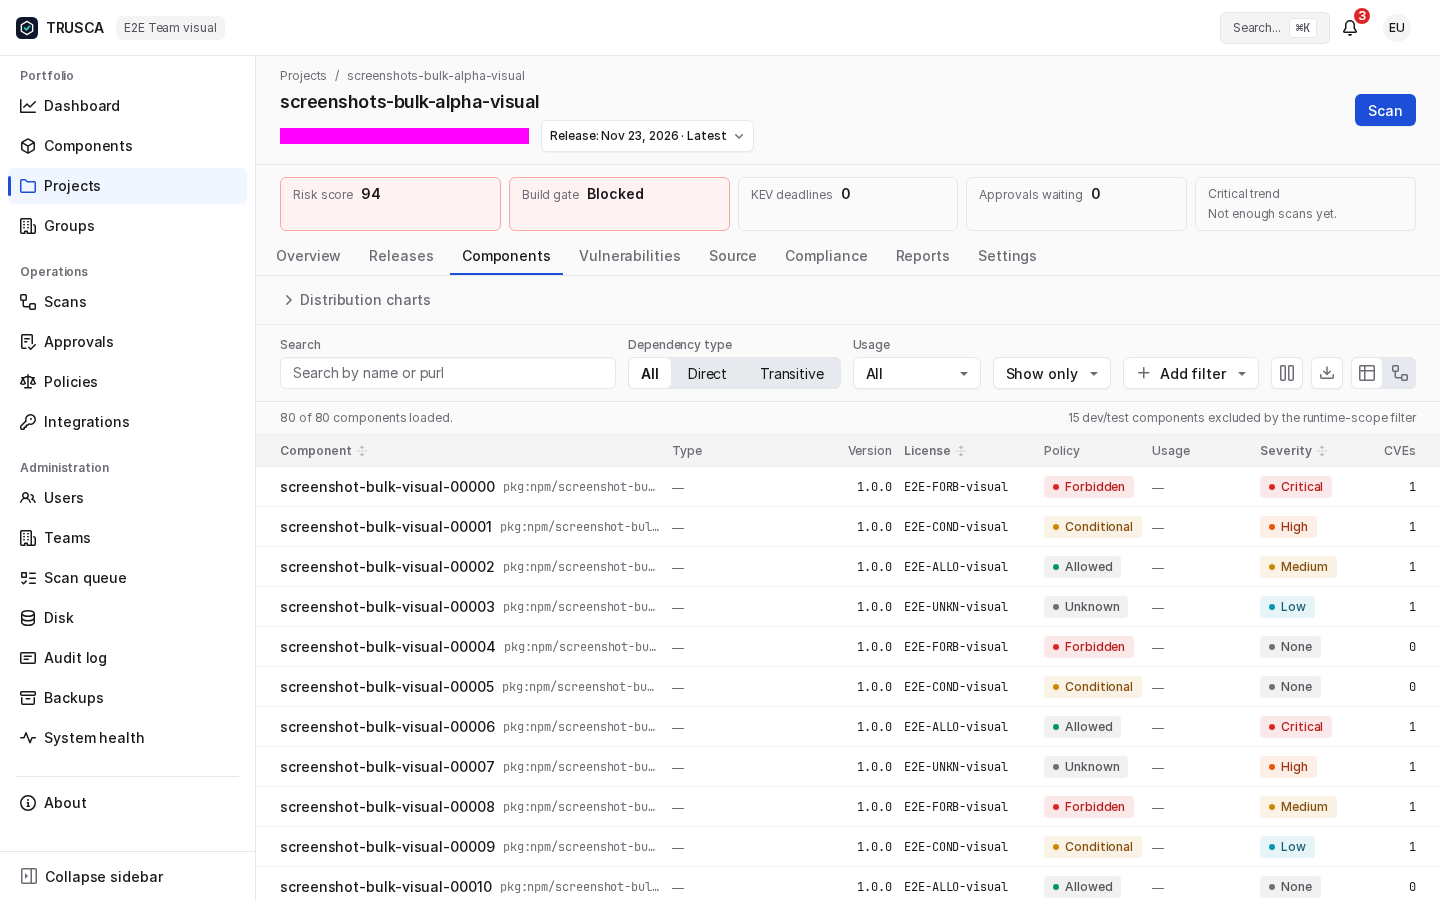 TRUSCA E2E Team visual Search... ⌘K 3 EU
Portfolio
Dashboard
Components
Projects
Groups
Operations
Scans
Approvals
Policies
Integrations
Administration
Users
Teams
Scan queue
Disk
Audit log
Backups
System health
About
Collapse sidebar
Projects / screenshots-bulk-alpha-visual
screenshots-bulk-alpha-visual
Scan
Release: Nov 23, 2026 · Latest
Risk score 94
Build gate Blocked
KEV deadlines 0
Approvals waiting 0
Critical trend
Not enough scans yet.
Overview Releases Components Vulnerabilities Source Compliance Reports Settings
Distribution charts
Search Dependency type Usage
Search by name or purl All Direct Transitive All Show only Add filter
80 of 80 components loaded. 15 dev/test components excluded by the runtime-scope filter
Component Type Version License Policy Usage Severity CVEs
screenshot-bulk-visual-00000 pkg:npm/screenshot-bu… — 1.0.0 E2E-FORB-visual Forbidden — Critical 1
screenshot-bulk-visual-00001 pkg:npm/screenshot-bul… — 1.0.0 E2E-COND-visual Conditional — High 1
screenshot-bulk-visual-00002 pkg:npm/screenshot-bu… — 1.0.0 E2E-ALLO-visual Allowed — Medium 1
screenshot-bulk-visual-00003 pkg:npm/screenshot-bu… — 1.0.0 E2E-UNKN-visual Unknown — Low 1
screenshot-bulk-visual-00004 pkg:npm/screenshot-bu… — 1.0.0 E2E-FORB-visual Forbidden — None 0
screenshot-bulk-visual-00005 pkg:npm/screenshot-bu… — 1.0.0 E2E-COND-visual Conditional — None 0
screenshot-bulk-visual-00006 pkg:npm/screenshot-bu… — 1.0.0 E2E-ALLO-visual Allowed — Critical 1
screenshot-bulk-visual-00007 pkg:npm/screenshot-bu… — 1.0.0 E2E-UNKN-visual Unknown — High 1
screenshot-bulk-visual-00008 pkg:npm/screenshot-bu… — 1.0.0 E2E-FORB-visual Forbidden — Medium 1
screenshot-bulk-visual-00009 pkg:npm/screenshot-bu… — 1.0.0 E2E-COND-visual Conditional — Low 1
screenshot-bulk-visual-00010 pkg:npm/screenshot-bul… — 1.0.0 E2E-ALLO-visual Allowed — None 0